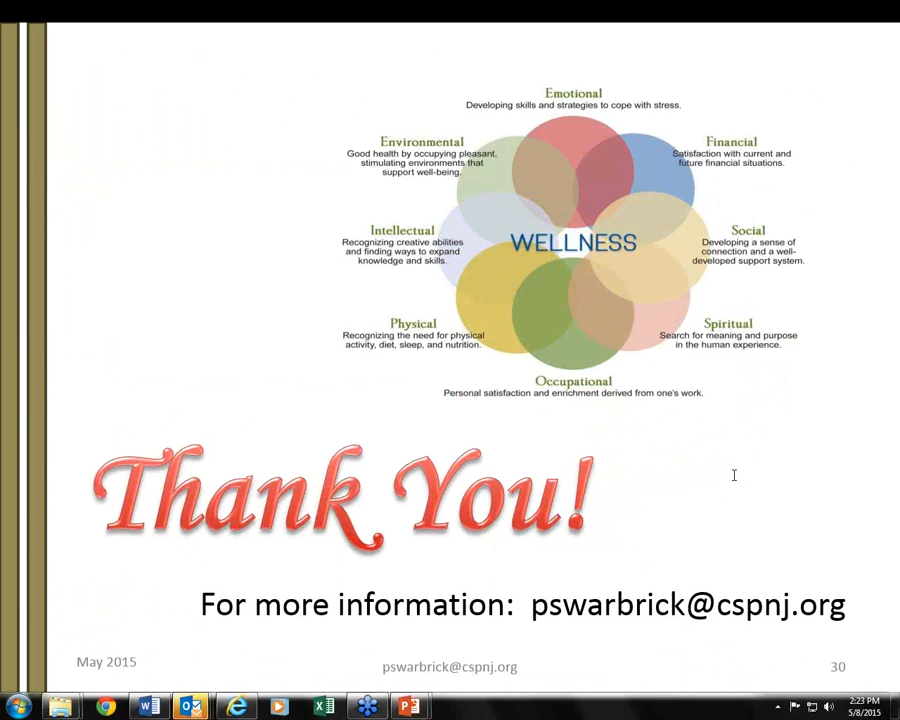 Emotional
Developing skills and strategies to cope with stress.
Environmental
Good health by occupying pleasant,
stimulating environments that
support well-being.
Financial
Satisfaction with current and
future financial situations.
Intellectual
Recognizing creative abilities
and finding ways to expand
knowledge and skills.
WELLNESS
Social
Developing a sense of
connection and a well-
developed support system.
Physical
Recognizing the need for physical
activity, diet, sleep, and nutrition.
Spiritual
Search for meaning and purpose
in the human experience.
Occupational
Personal satisfaction and enrichment derived from one's work.
Thank You!
For more information: pswarbrick@cspnj.org
May 2015
pswarbrick@cspnj.org
30
2:23 PM
5/8/2015